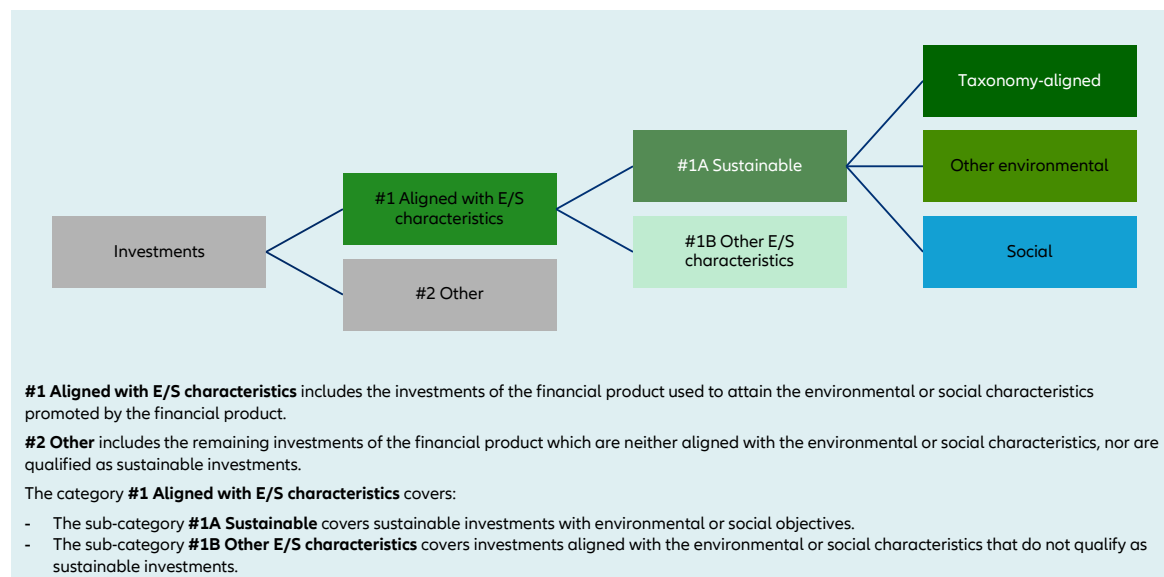 Taxonomy-aligned
#1A Sustainable
Other environmental
#1 Aligned with E/S
characteristics
Investments
#1B Other E/S
characteristics
Social
#2 Other
#1 Aligned with E/S characteristics includes the investments of the financial product used to attain the environmental or social characteristics
promoted by the financial product.
#2 Other includes the remaining investments of the financial product which are neither aligned with the environmental or social characteristics, nor are
qualified as sustainable investments.
The category #1 Aligned with E/S characteristics covers:
- The sub-category #1A Sustainable covers sustainable investments with environmental or social objectives.
- The sub-category #1B Other E/S characteristics covers investments aligned with the environmental or social characteristics that do not qualify as
sustainable investments.